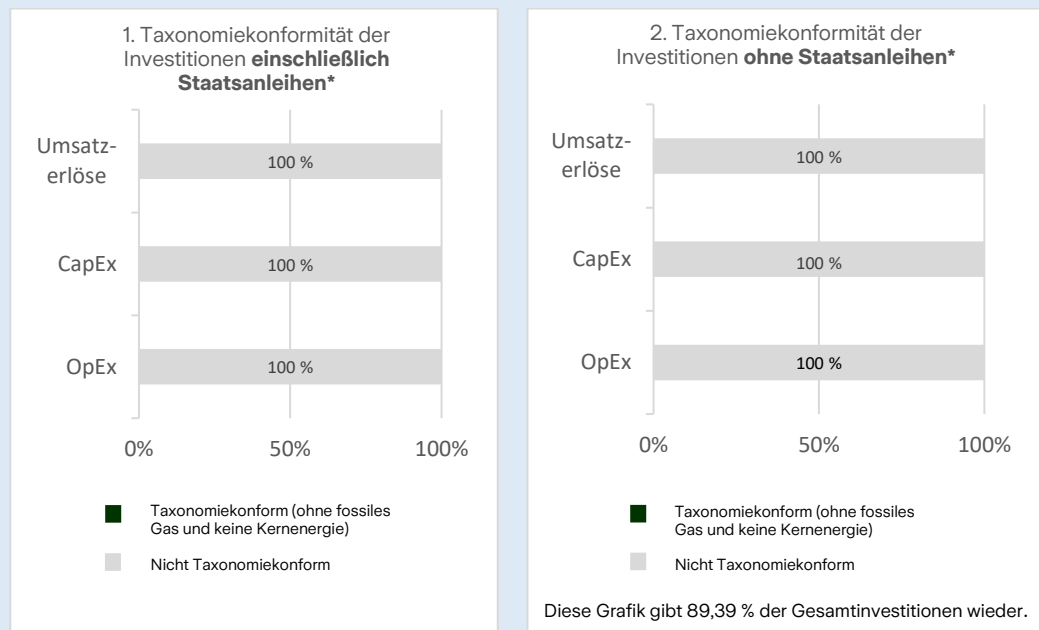 1. Taxonomiekonformität der
Investitionen einschließlich
Staatsanleihen*
Umsatz-
erlöse
100 %
CapEx
100 %
OpEx
100 %
0%
50%
100%
Taxonomiekonform (ohne fossiles
Gas und keine Kernenergie)
Nicht Taxonomiekonform
2. Taxonomiekonformität der
Investitionen ohne Staatsanleihen*
Umsatz-
erlöse
100 %
CapEx
100 %
OpEx
100 %
0%
50%
100%
Taxonomiekonform (ohne fossiles
Gas und keine Kernenergie)
Nicht Taxonomiekonform
Diese Grafik gibt 89,39 % der Gesamtinvestitionen wieder.